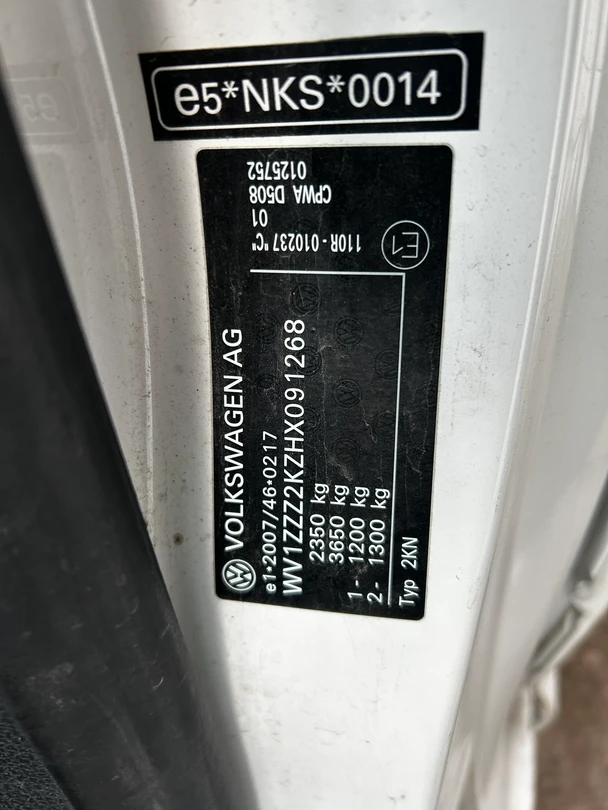 e5*NKS*0014
VOLKSWAGEN AG
e1*2007/46*0217
WV1ZZZ2KZHX091268
2350 kg
3650 kg
1- 1200 kg
2- 1300 kg
Typ 2KN
E1
110R-010237 "C"
01
CPWA D508
0125752